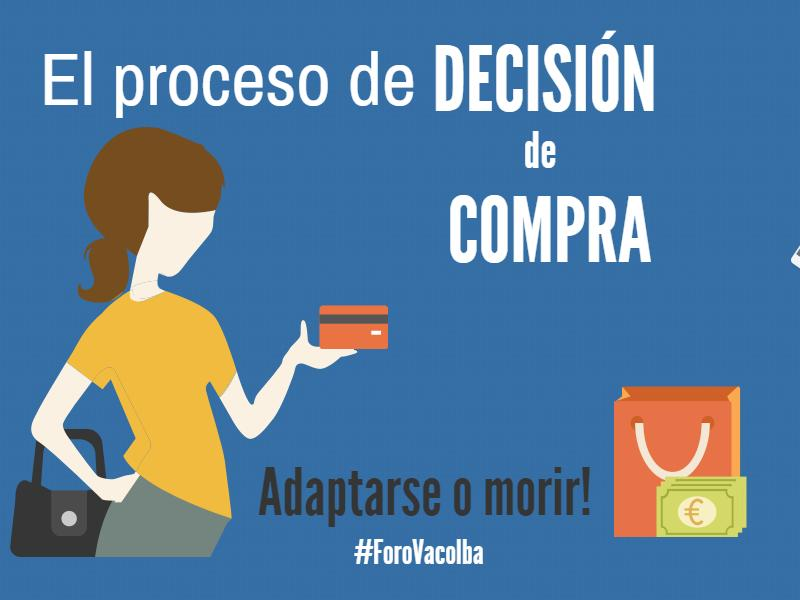 El proceso de DECISIÓN
de
COMPRA
Adaptarse o morir!
€
#ForoVacolba